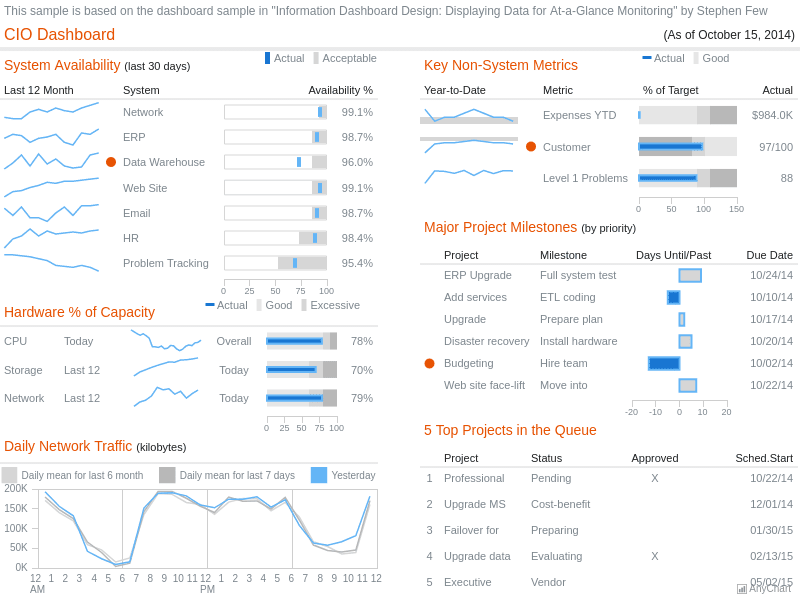 This sample is based on the dashboard sample in "Information Dashboard Design: Displaying Data for At-a-Glance Monitoring" by Stephen Few
CIO Dashboard
(As of October 15, 2014)
System Availability (last 30 days)
Actual Acceptable
Last 12 Month System Availability %
Network 99.1%
ERP 98.7%
Data Warehouse 96.0%
Web Site 99.1%
Email 98.7%
HR 98.4%
Problem Tracking 95.4%
0 25 50 75 100
Hardware % of Capacity
Actual Good Excessive
CPU Today Overall 78%
Storage Last 12 Today 70%
Network Last 12 Today 79%
0 25 50 75 100
Daily Network Traffic (kilobytes)
Daily mean for last 6 month Daily mean for last 7 days Yesterday
200K
150K
100K
50K
0K
12 1 2 3 4 5 6 7 8 9 10 11 12 1 2 3 4 5 6 7 8 9 10 11 12
AM PM
Key Non-System Metrics
Actual Good
Year-to-Date Metric % of Target Actual
Expenses YTD $984.0K
Customer 97/100
Level 1 Problems 88
0 50 100 150
Major Project Milestones (by priority)
Project Milestone Days Until/Past Due Date
ERP Upgrade Full system test 10/24/14
Add services ETL coding 10/10/14
Upgrade Prepare plan 10/17/14
Disaster recovery Install hardware 10/20/14
Budgeting Hire team 10/02/14
Web site face-lift Move into 10/22/14
-20 -10 0 10 20
5 Top Projects in the Queue
Project Status Approved Sched.Start
1 Professional Pending X 10/22/14
2 Upgrade MS Cost-benefit 12/01/14
3 Failover for Preparing 01/30/15
4 Upgrade data Evaluating X 02/13/15
5 Executive Vendor 05/02/15
AnyChart